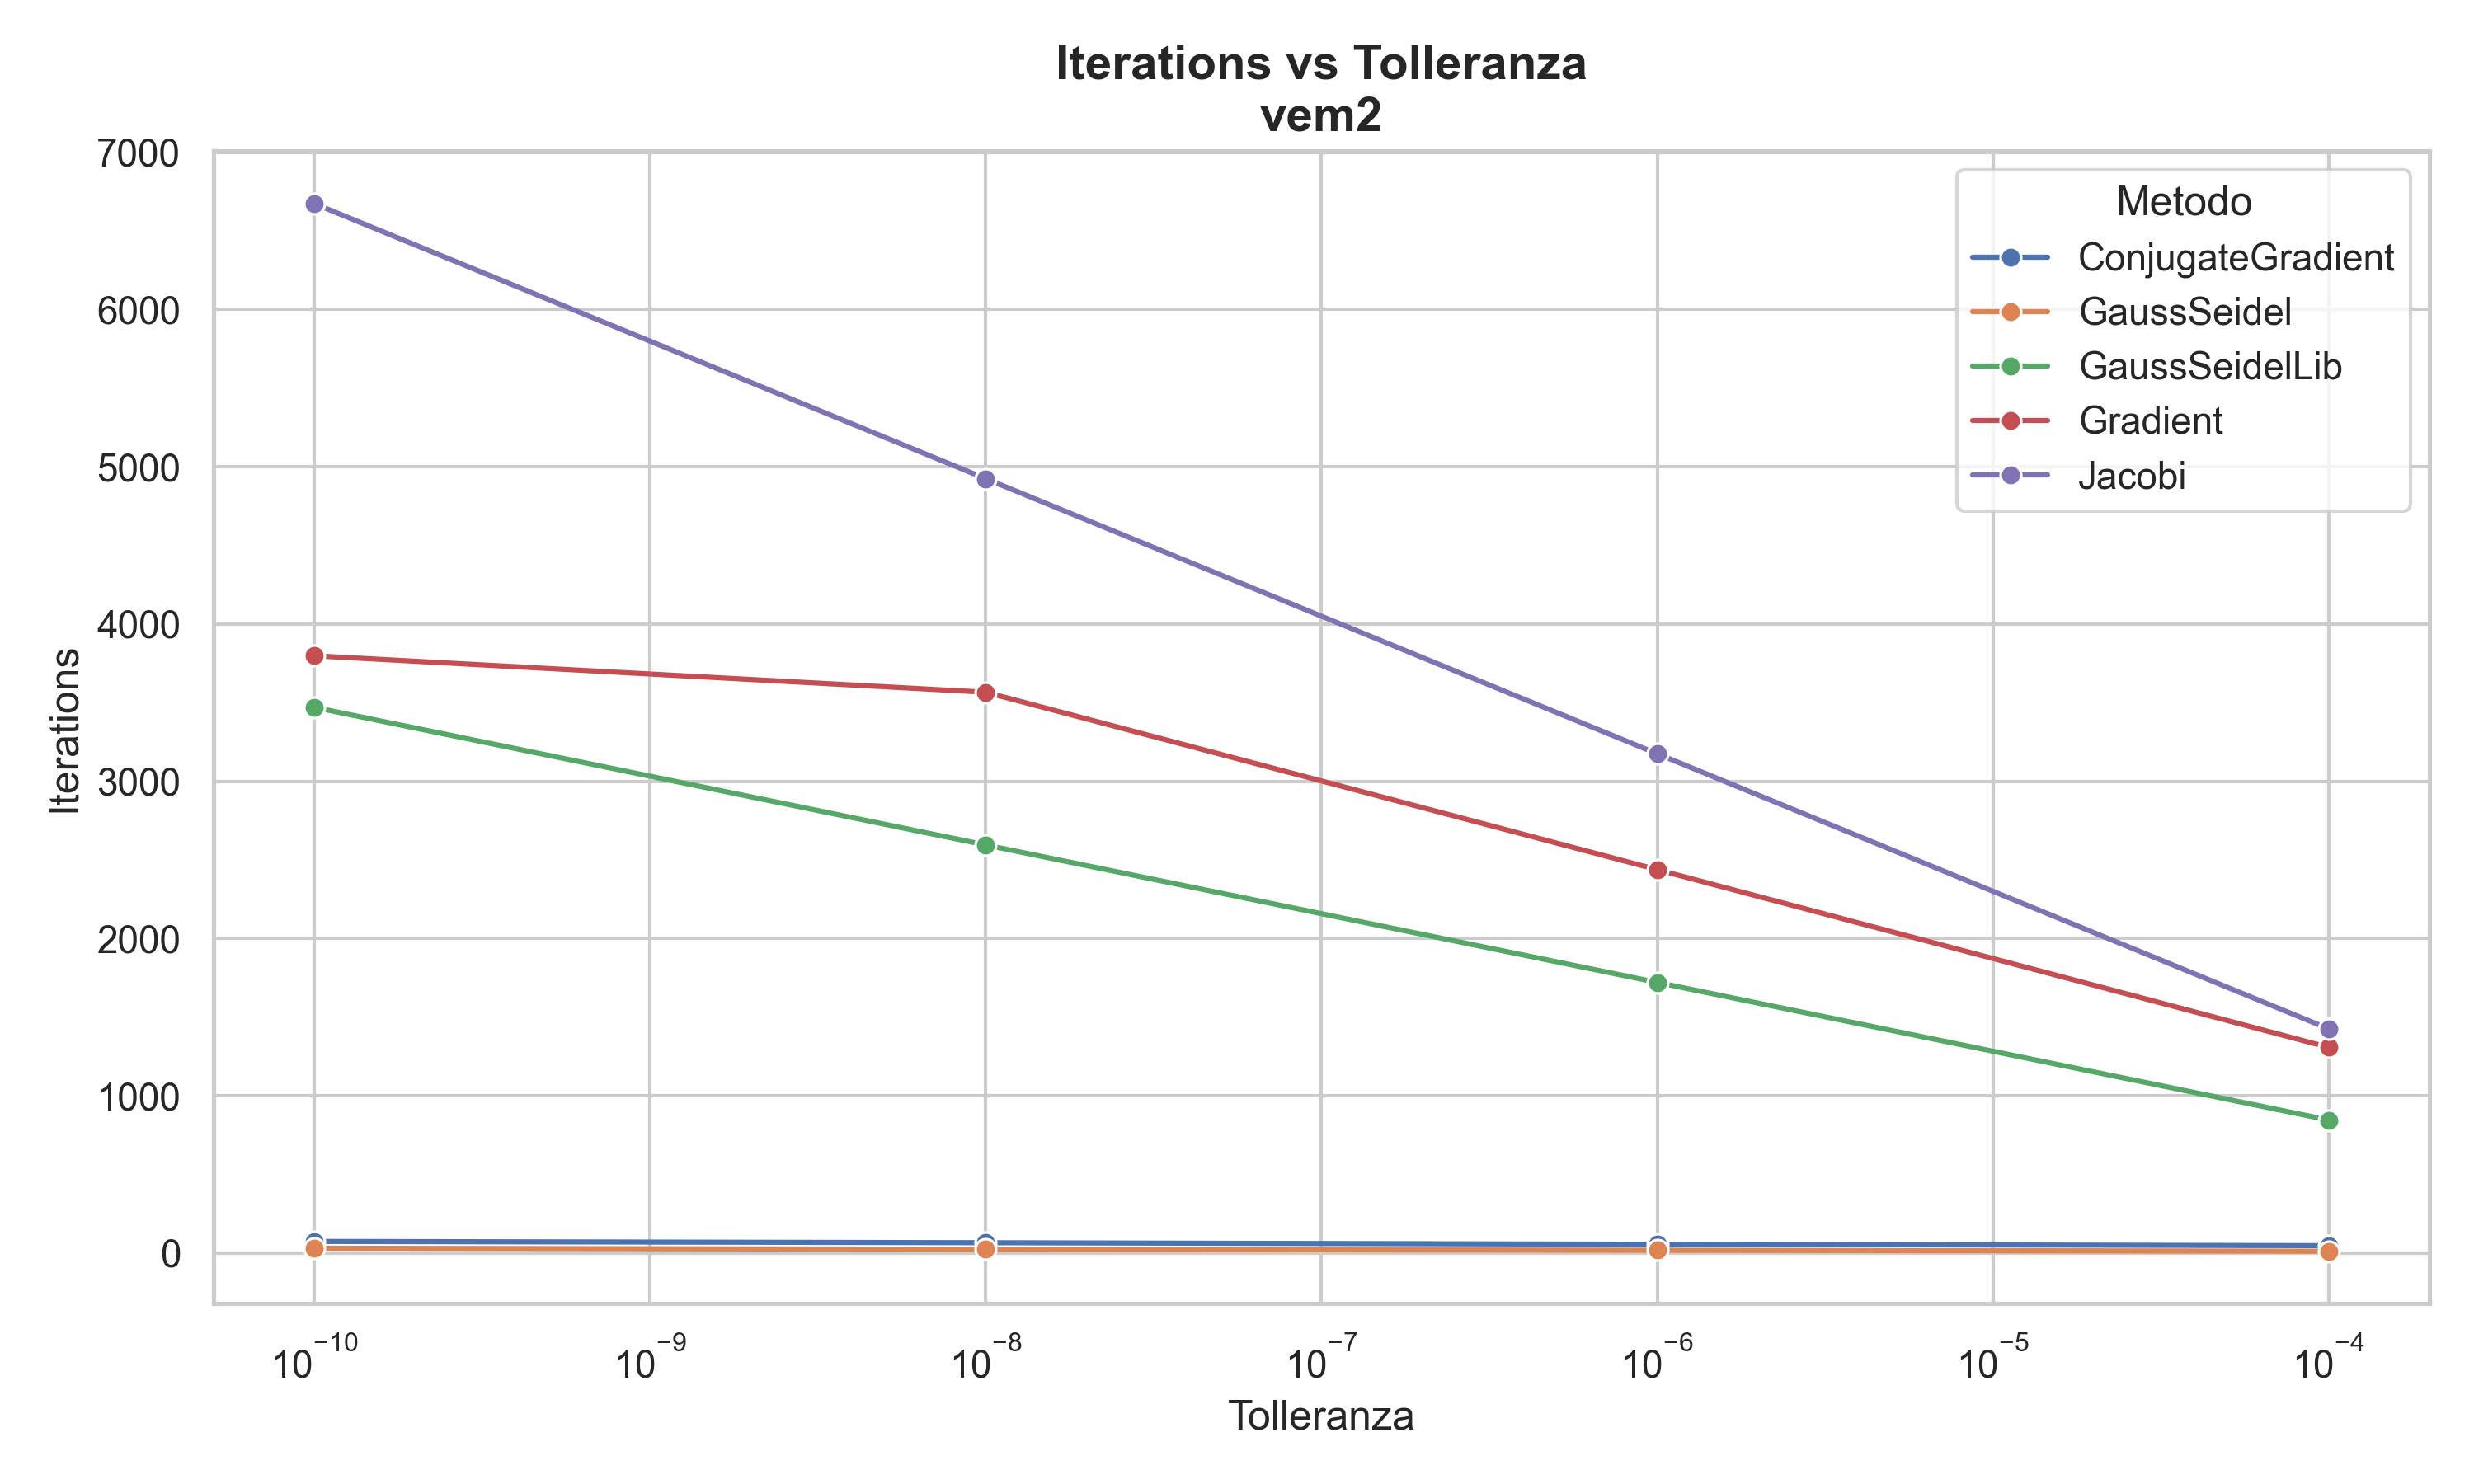 Iterations vs Tolleranza
vem2
7000
6000
5000
4000
3000
2000
1000
0
Iterations
Metodo
ConjugateGradient
GaussSeidel
GaussSeidelLib
Gradient
Jacobi
10⁻¹⁰
10⁻⁹
10⁻⁸
10⁻⁷
10⁻⁶
10⁻⁵
10⁻⁴
Tolleranza